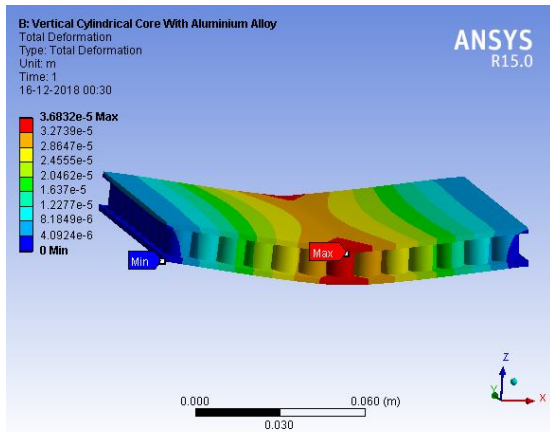 B: Vertical Cylindrical Core With Aluminium Alloy
Total Deformation
Type: Total Deformation
Unit: m
Time: 1
16-12-2018 00:30
ANSYS
R15.0
3.6832e-5 Max
3.2739e-5
2.8647e-5
2.4555e-5
2.0462e-5
1.637e-5
1.2277e-5
8.1849e-6
4.0924e-6
0 Min
Min
Max
0.000
0.060 (m)
0.030
Z
Y
X